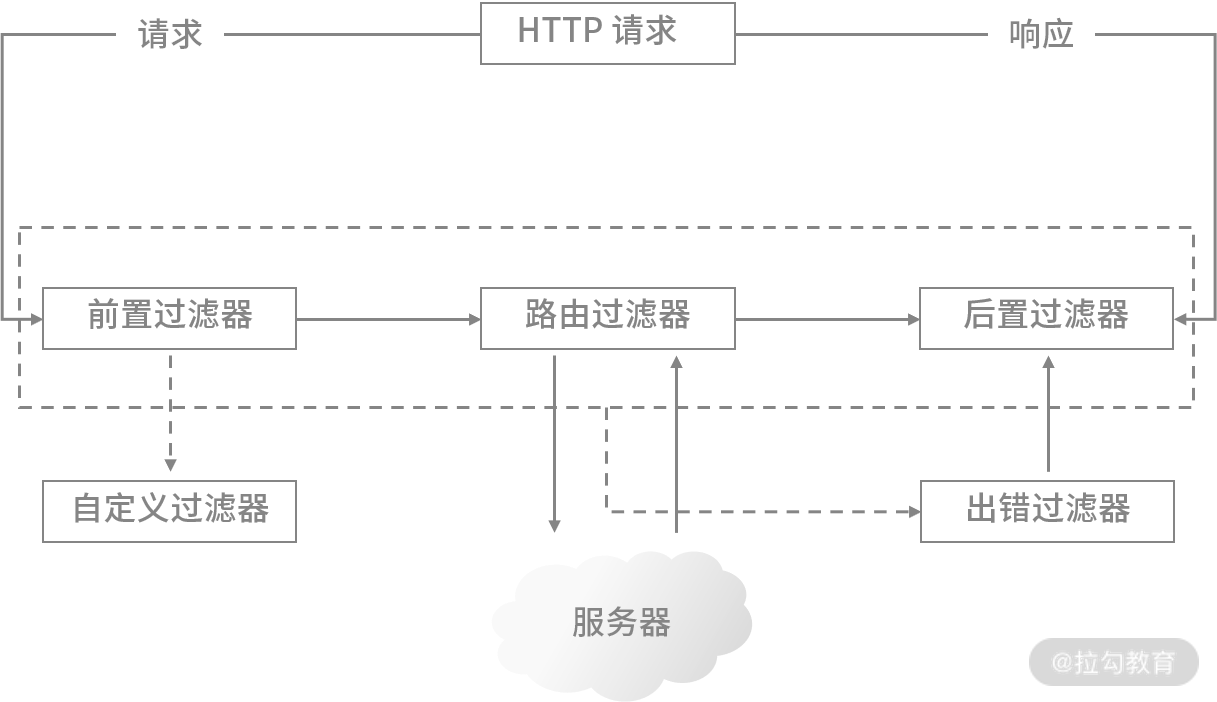 请求
HTTP 请求
响应
前置过滤器
路由过滤器
后置过滤器
自定义过滤器
出错过滤器
服务器
@拉勾教育